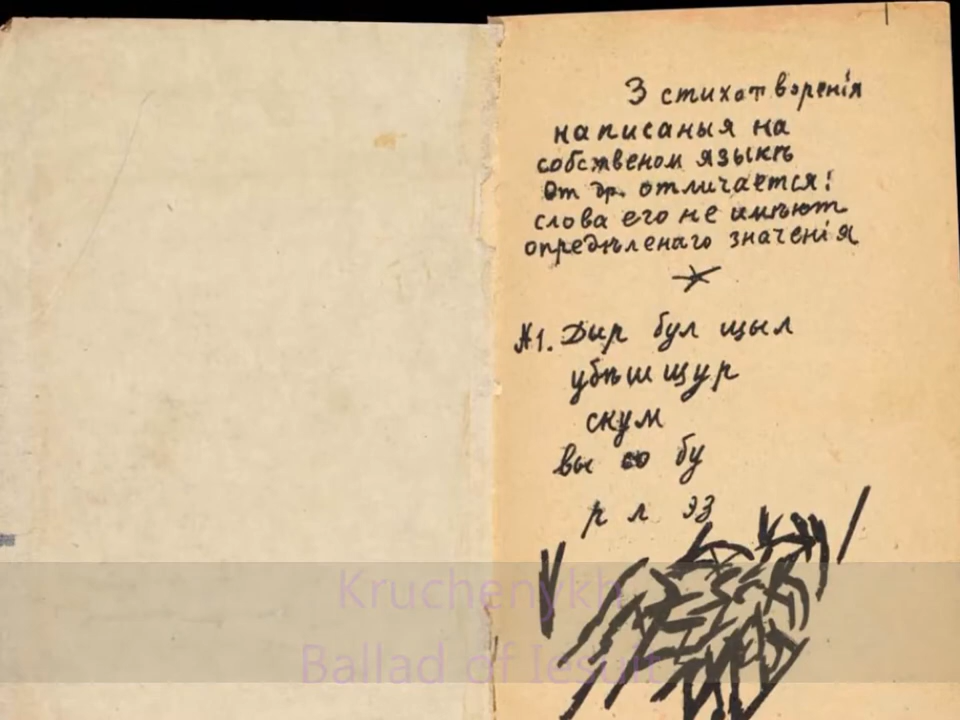 3 стихотворенія
написаныя на
собственом языкѣ
От др. отличается:
слова его не имѣют
опредѣленаго значенія
№1. Дыр бул щыл
убѣшщур
скум
вы со бу
р л эз
Kruchenykh
Ballad of Iesuit